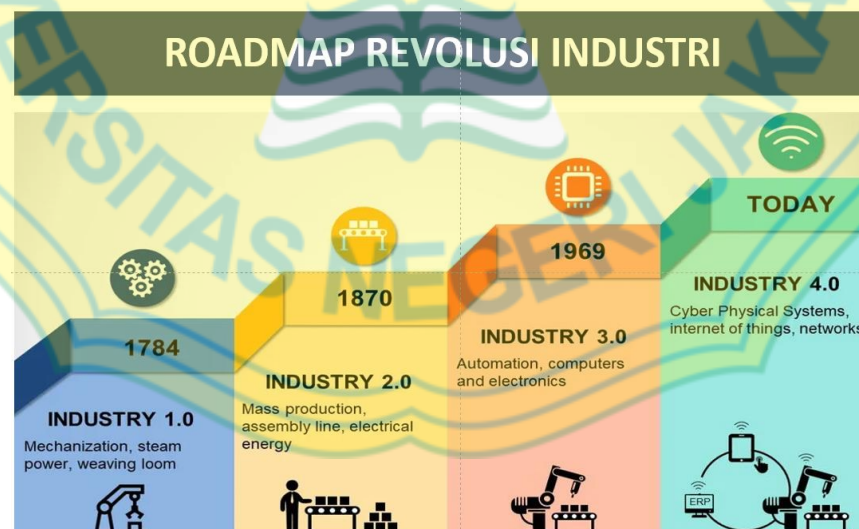 ROADMAP REVOLUSI INDUSTRI
1784
INDUSTRY 1.0
Mechanization, steam
power, weaving loom
1870
INDUSTRY 2.0
Mass production,
assembly line, electrical
energy
1969
INDUSTRY 3.0
Automation, computers
and electronics
TODAY
INDUSTRY 4.0
Cyber Physical Systems,
internet of things, networks
ERP
NEGERI